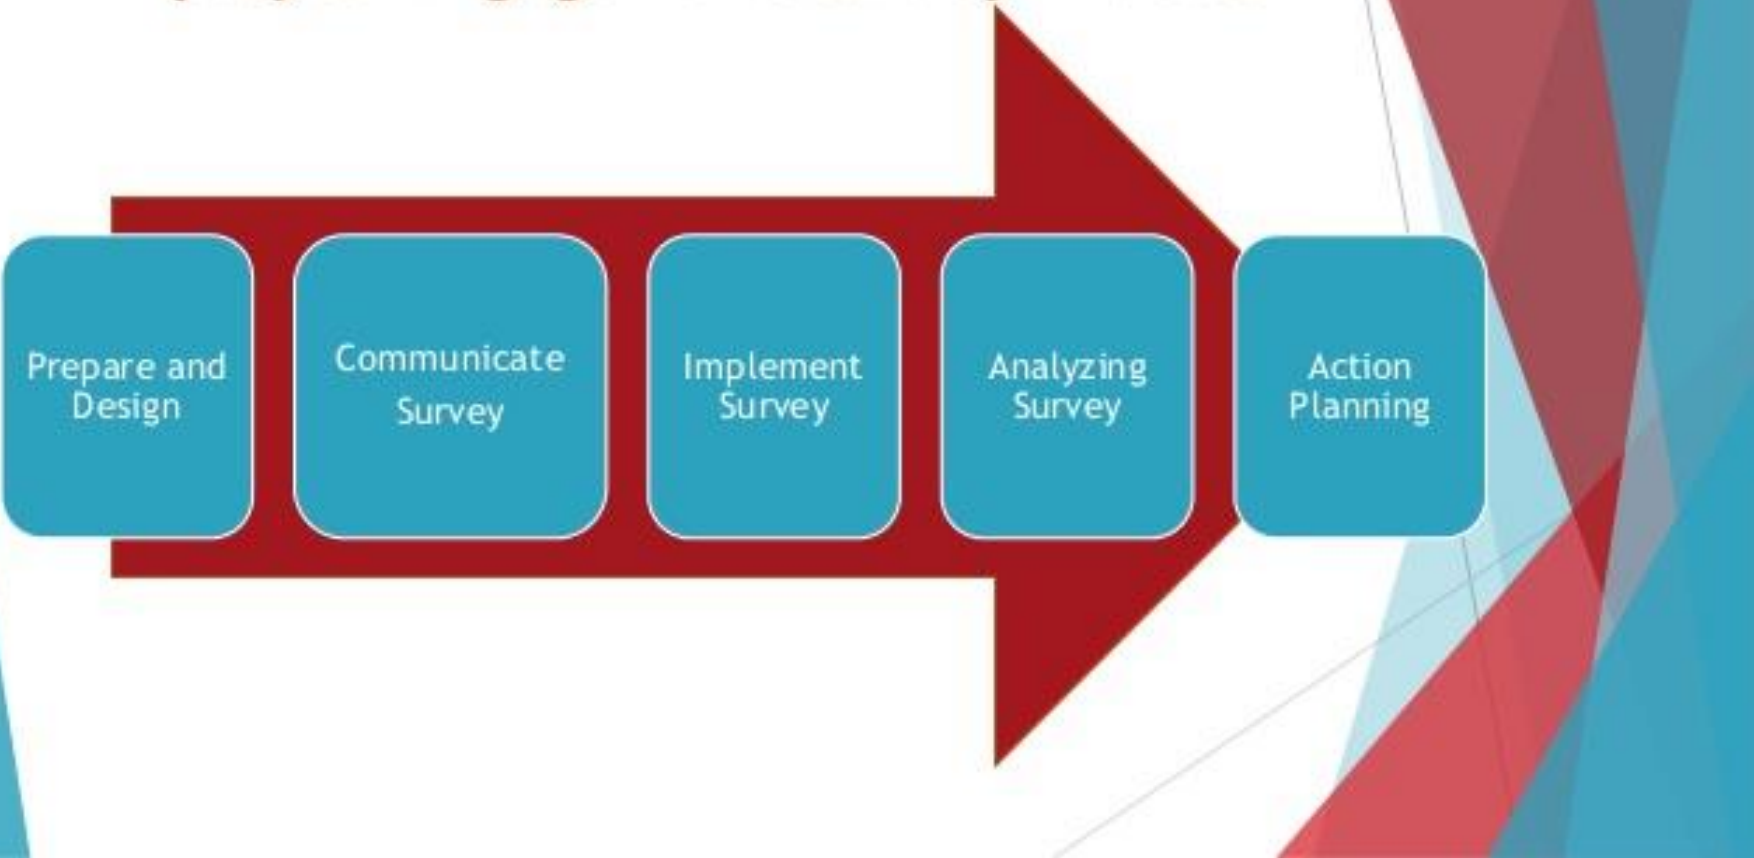 Prepare and
Design
Communicate
Survey
Implement
Survey
Analyzing
Survey
Action
Planning